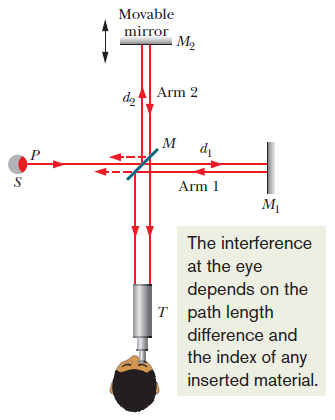 Movable
mirror
M₂
d₂
Arm 2
M
d₁
P
S
Arm 1
M₁
The interference
at the eye
depends on the
path length
difference and
the index of any
inserted material.
T